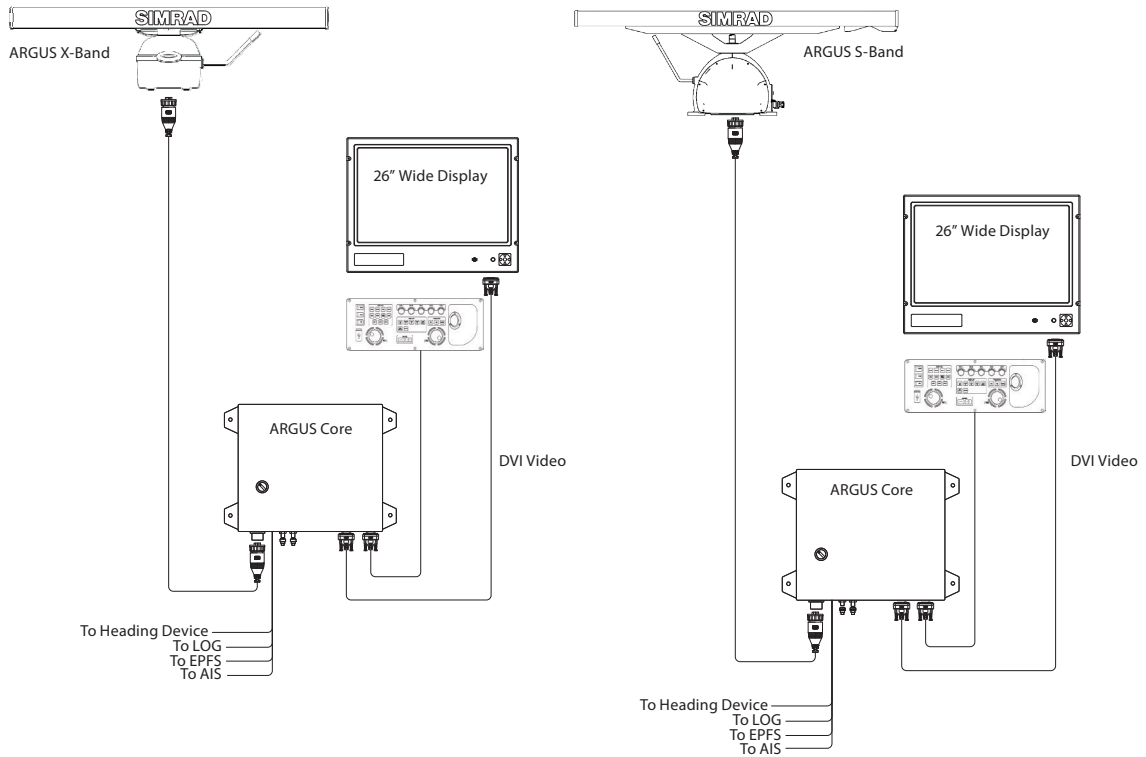 SIMRAD
ARGUS X-Band
26” Wide Display
ARGUS Core
DVI Video
To Heading Device
To LOG
To EPFS
To AIS
SIMRAD
ARGUS S-Band
26” Wide Display
ARGUS Core
DVI Video
To Heading Device
To LOG
To EPFS
To AIS